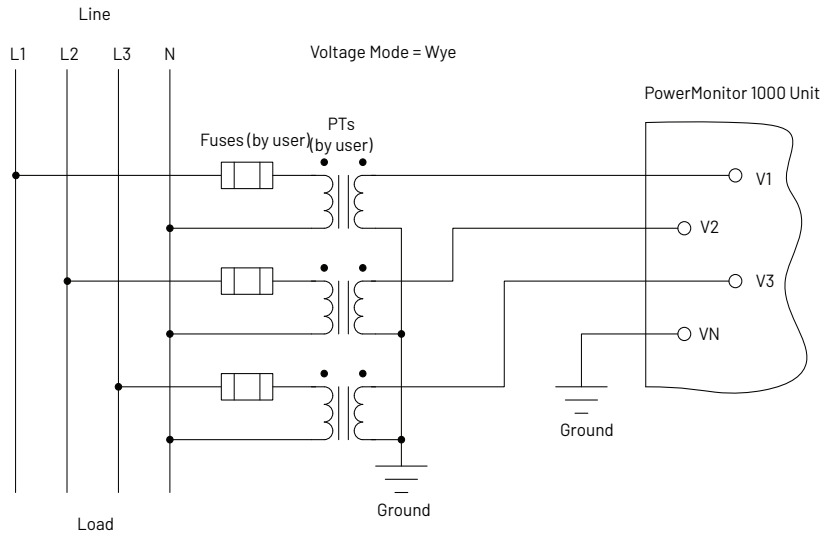 Line
L1 L2 L3 N
Voltage Mode = Wye
PowerMonitor 1000 Unit
PTs
Fuses (by user) (by user)
V1
V2
V3
VN
Ground
Ground
Load